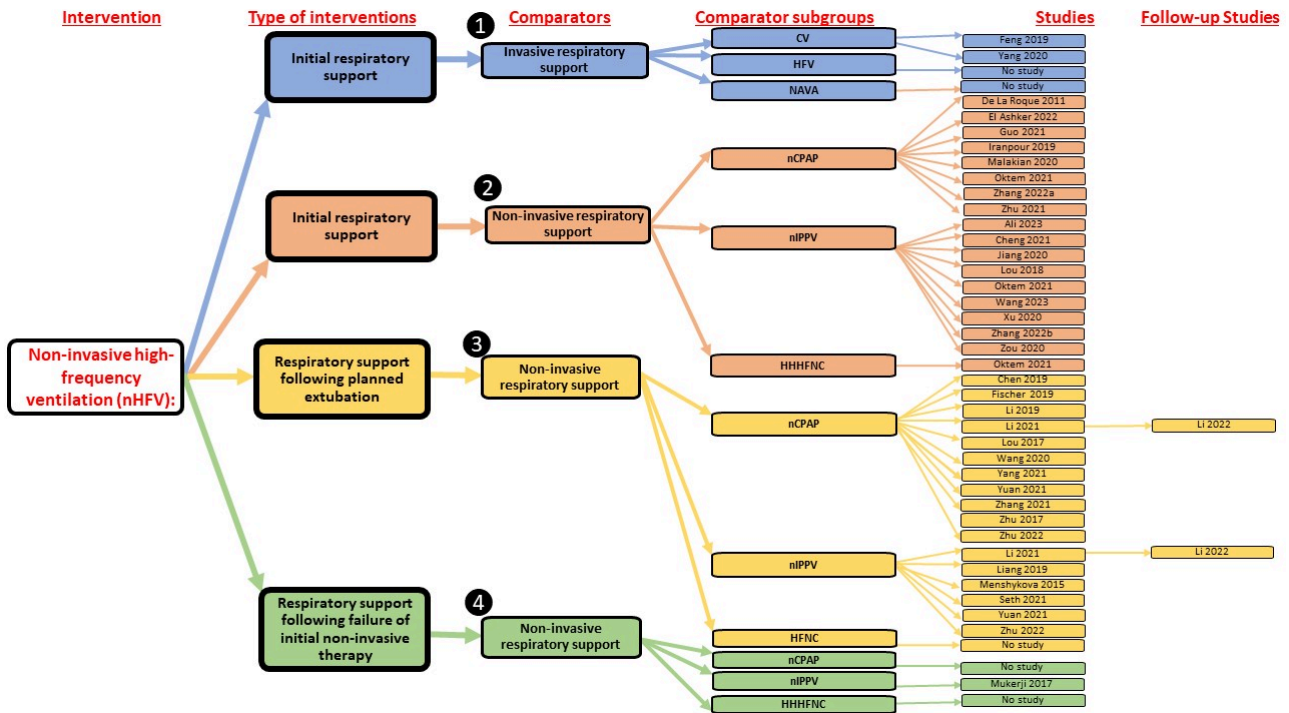 Intervention
Type of interventions
Comparators
Comparator subgroups
Studies
Follow-up Studies
Non-invasive high-
frequency
ventilation (nHFV):
Initial respiratory
support
1
Invasive respiratory
support
CV
Feng 2019
Yang 2020
HFV
No study
NAVA
No study
Initial respiratory
support
2
Non-invasive respiratory
support
nCPAP
De La Roque 2011
El Ashker 2022
Guo 2021
Iranpour 2019
Malakian 2020
Oktem 2021
Zhang 2022a
Zhu 2021
nIPPV
Ali 2023
Cheng 2021
Jiang 2020
Lou 2018
Oktem 2021
Wang 2023
Xu 2020
Zhang 2022b
Zou 2020
HHHFNC
Oktem 2021
Respiratory support
following planned
extubation
3
Non-invasive
respiratory support
nCPAP
Chen 2019
Fischer 2019
Li 2019
Li 2021
Li 2022
Lou 2017
Wang 2020
Yang 2021
Yuan 2021
Zhang 2021
Zhu 2017
Zhu 2022
nIPPV
Li 2021
Li 2022
Liang 2019
Menshykova 2015
Seth 2021
Yuan 2021
Zhu 2022
HFNC
No study
Respiratory support
following failure of
initial non-invasive
therapy
4
Non-invasive
respiratory support
nCPAP
No study
nIPPV
Mukerji 2017
HHHFNC
No study